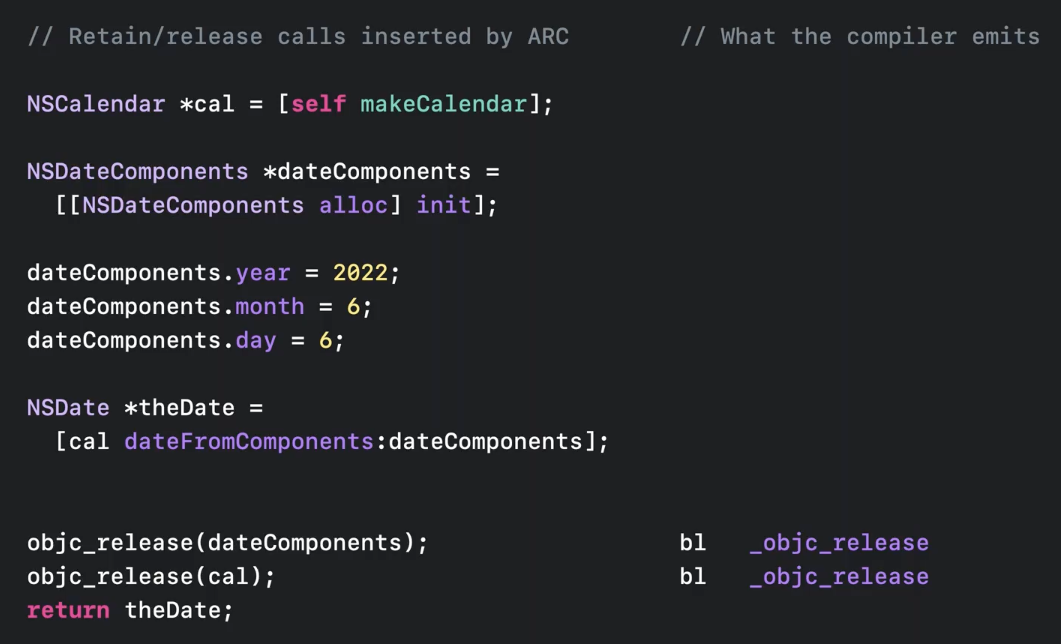 // Retain/release calls inserted by ARC // What the compiler emits
NSCalendar *cal = [self makeCalendar];
NSDateComponents *dateComponents =
[[NSDateComponents alloc] init];
dateComponents.year = 2022;
dateComponents.month = 6;
dateComponents.day = 6;
NSDate *theDate =
[cal dateFromComponents:dateComponents];
objc_release(dateComponents); bl _objc_release
objc_release(cal); bl _objc_release
return theDate;